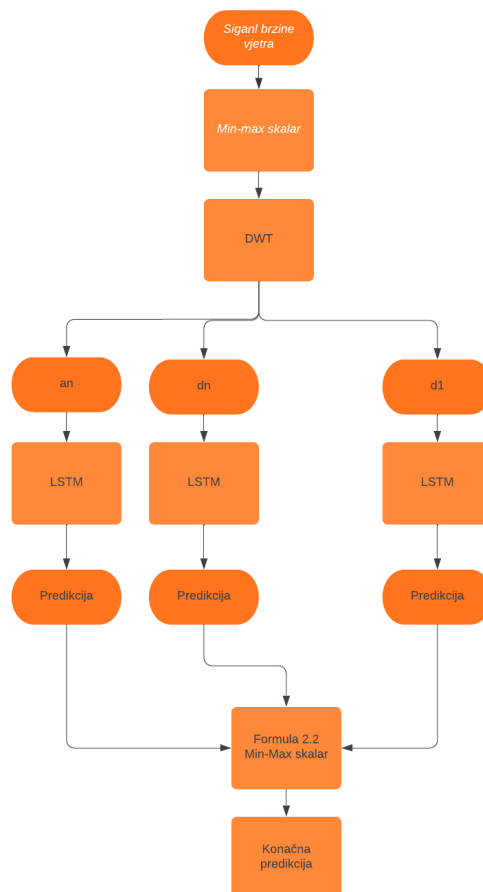 Siganl brzine
vjetra
Min-max skalar
DWT
an
dn
d1
LSTM
LSTM
LSTM
Predikcija
Predikcija
Predikcija
Formula 2.2
Min-Max skalar
Konačna
predikcija